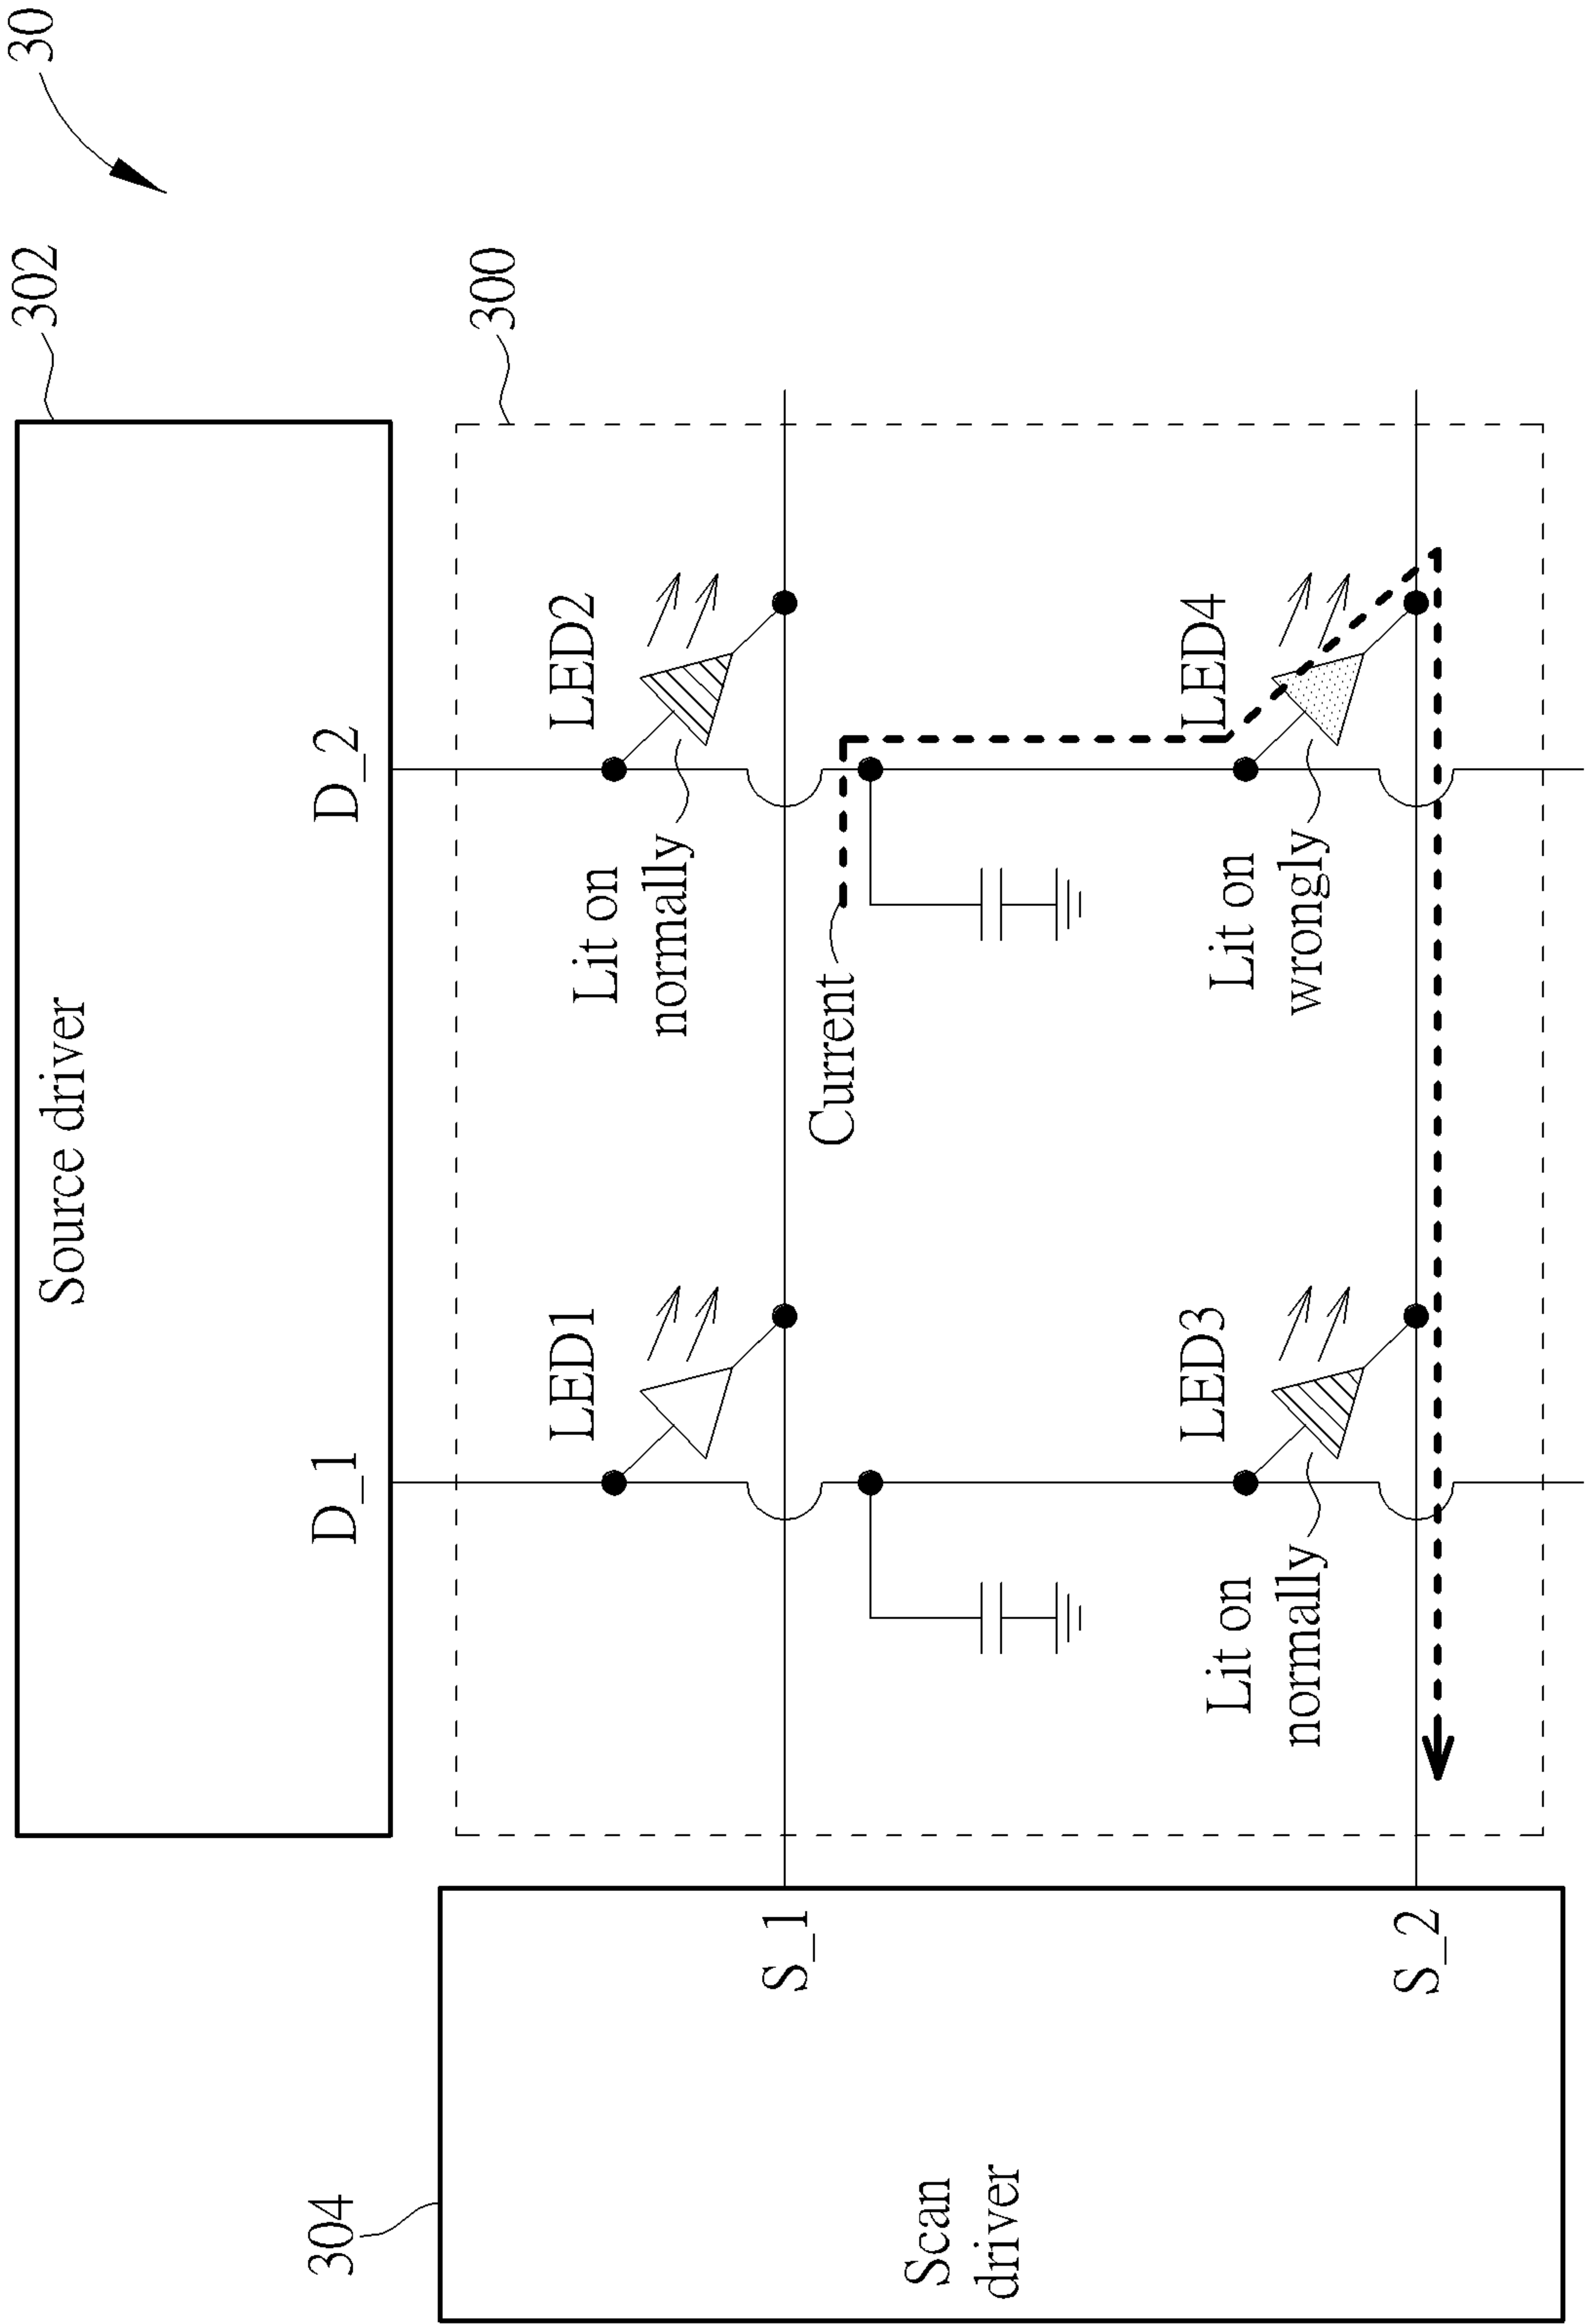 30
302
Source driver
D_1
D_2
300
LED1
LED2
Lit on
normally
304
Scan
driver
S_1
Current
LED3
LED4
Lit on
normally
Lit on
wrongly
S_2